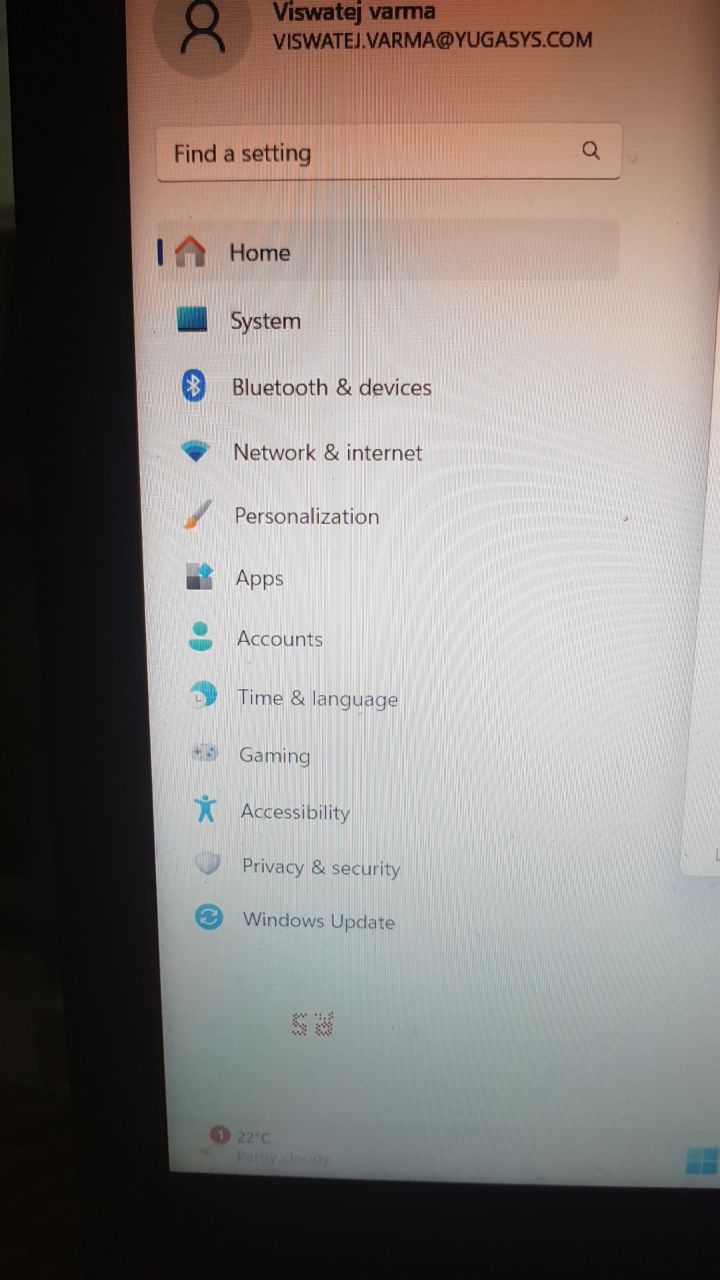 Viswatej varma
VISWATEJ.VARMA@YUGASYS.COM
Find a setting
Home
System
Bluetooth & devices
Network & internet
Personalization
Apps
Accounts
Time & language
Gaming
Accessibility
Privacy & security
Windows Update
1 22°C
Partly cloudy